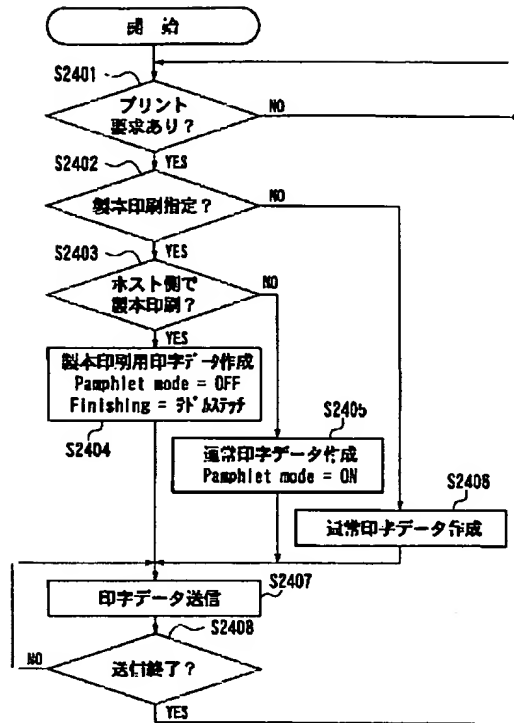 開始
S2401
プリント
要求あり?
NO
YES
S2402
製本印刷指定?
NO
YES
S2403
ホスト側で
製本印刷?
NO
YES
製本印刷用印字データ作成
Pamphlet mode = OFF
Finishing = ラドルステッチ
S2404
S2405
通常印字データ作成
Pamphlet mode = ON
S2406
通常印字データ作成
S2407
印字データ送信
S2408
送信終了?
NO
YES